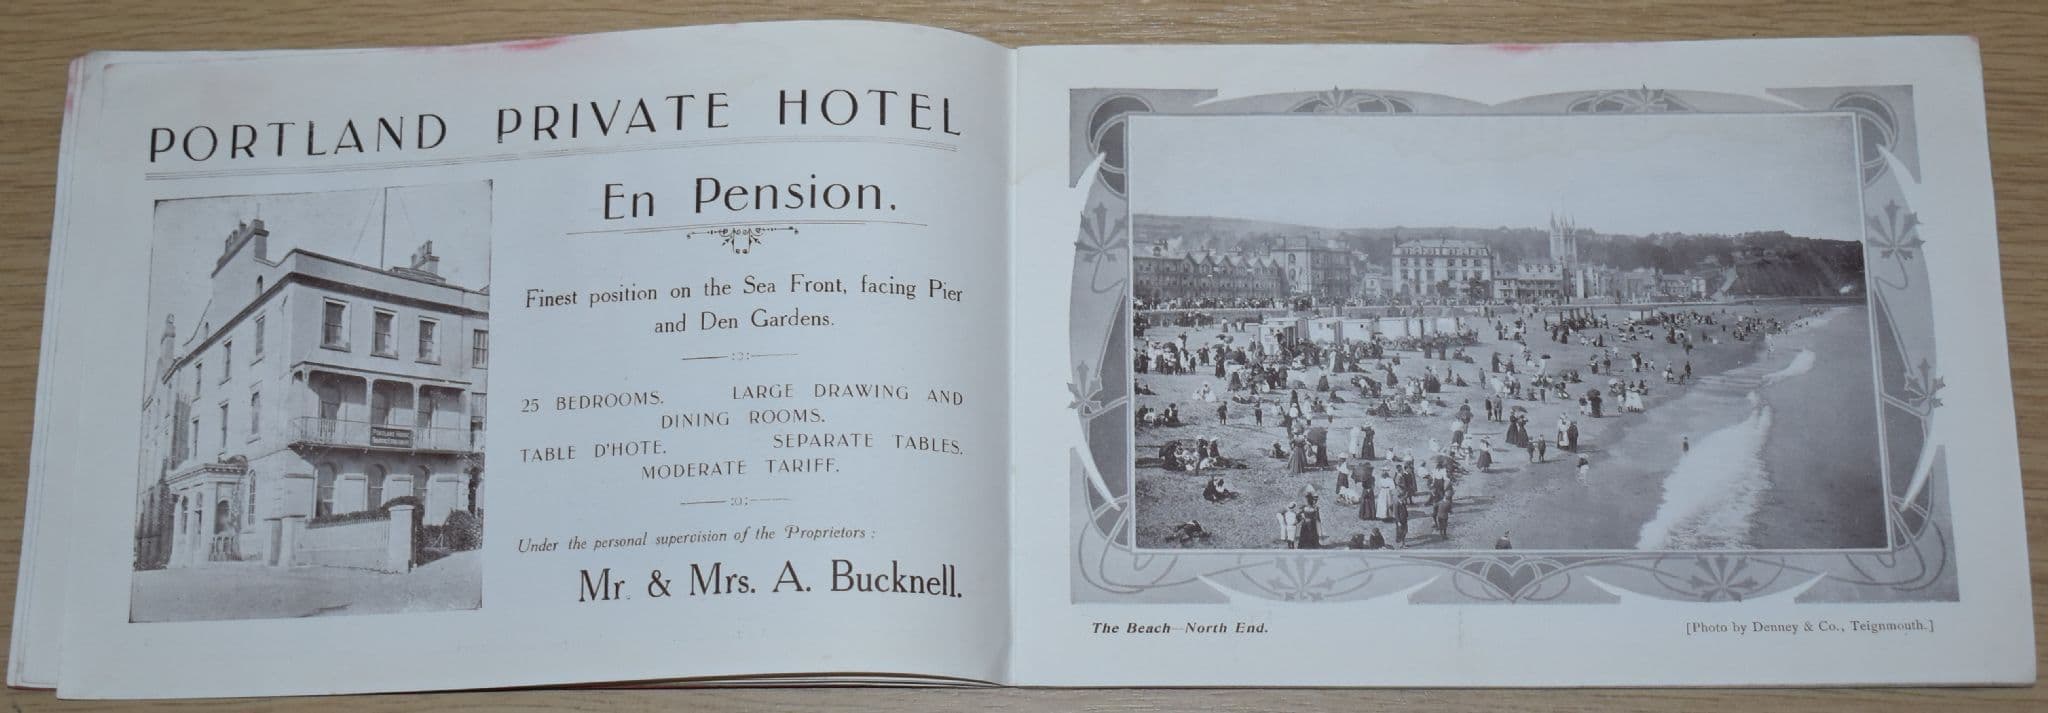 PORTLAND PRIVATE HOTEL
En Pension.
Finest position on the Sea Front, facing Pier
and Den Gardens.
25 BEDROOMS. LARGE DRAWING AND
DINING ROOMS.
TABLE D'HOTE. SEPARATE TABLES.
MODERATE TARIFF.
Under the personal supervision of the Proprietors :
Mr. & Mrs. A. Bucknell.
PORTLAND HOUSE
The Beach—North End.
[Photo by Denney & Co., Teignmouth.]